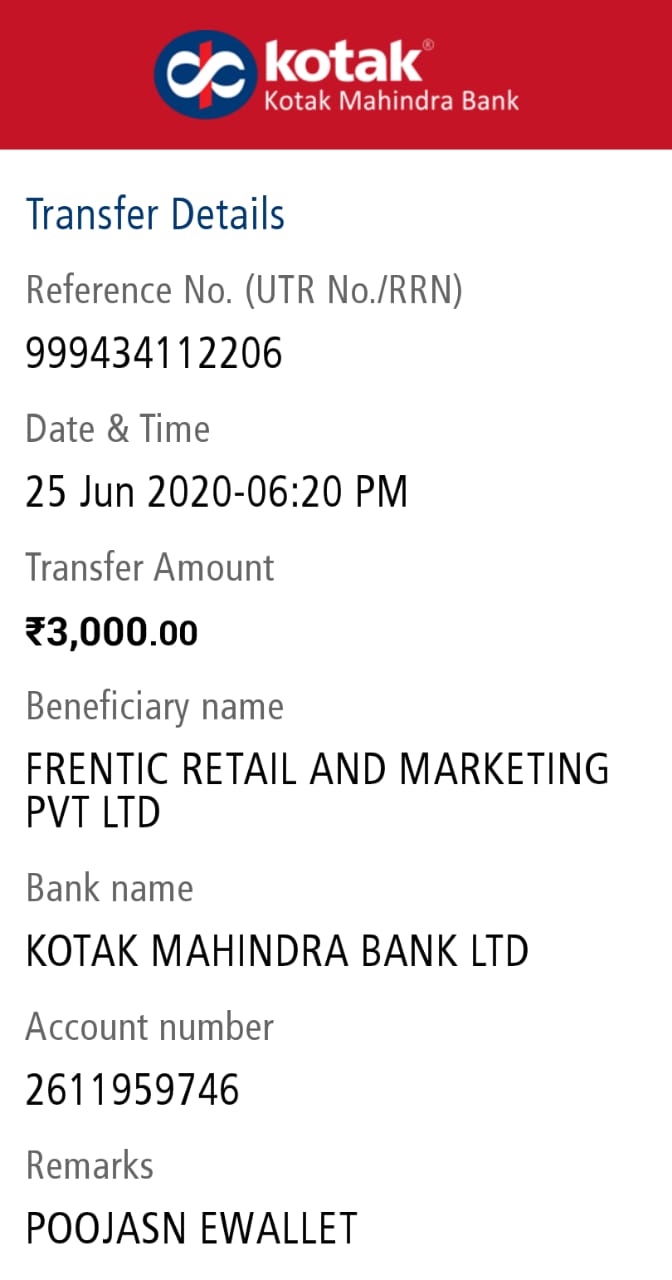 kotak®
Kotak Mahindra Bank
Transfer Details
Reference No. (UTR No./RRN)
999434112206
Date & Time
25 Jun 2020-06:20 PM
Transfer Amount
₹3,000.00
Beneficiary name
FRENTIC RETAIL AND MARKETING
PVT LTD
Bank name
KOTAK MAHINDRA BANK LTD
Account number
2611959746
Remarks
POOJASN EWALLET